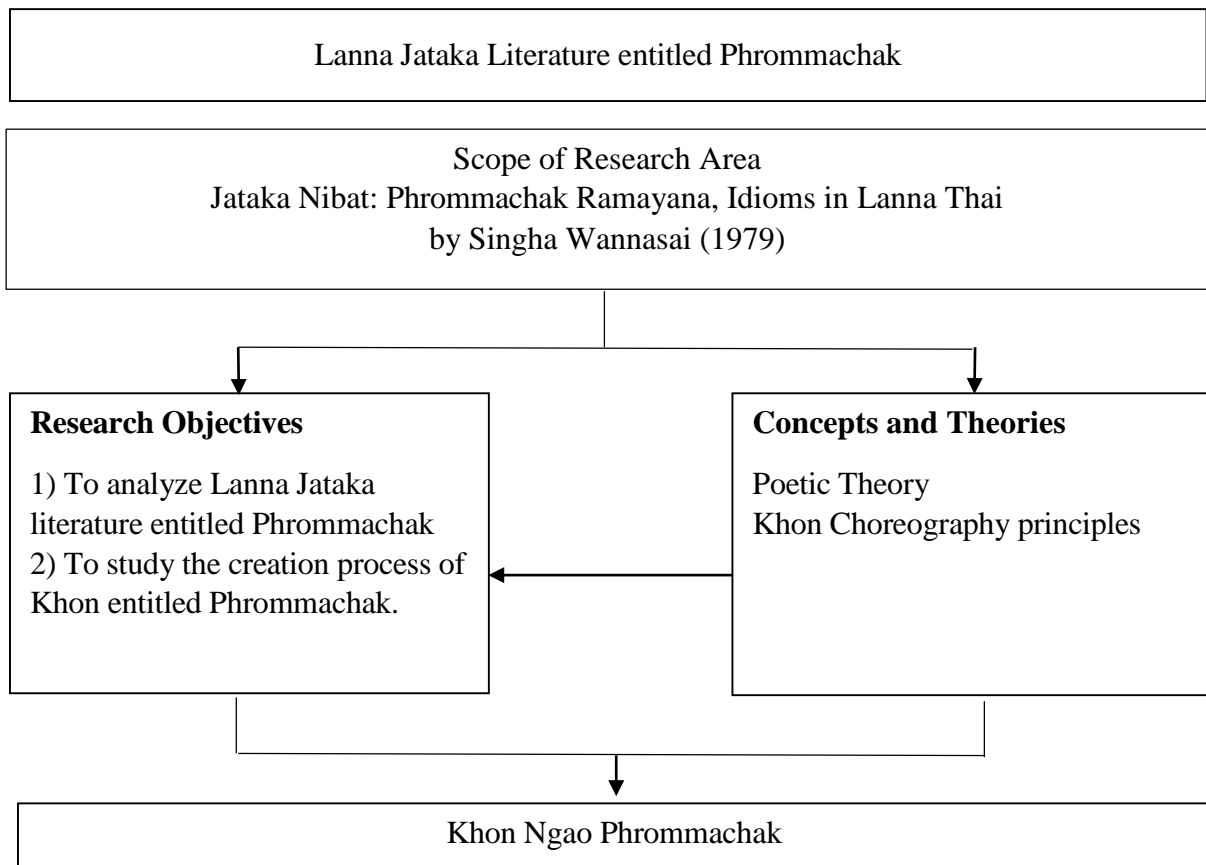 Lanna Jataka Literature entitled Phrommachak
Scope of Research Area
Jataka Nibat: Phrommachak Ramayana, Idioms in Lanna Thai
by Singha Wannasai (1979)
Research Objectives
1) To analyze Lanna Jataka
literature entitled Phrommachak
2) To study the creation process of
Khon entitled Phrommachak.
Concepts and Theories
Poetic Theory
Khon Choreography principles
Khon Ngao Phrommachak